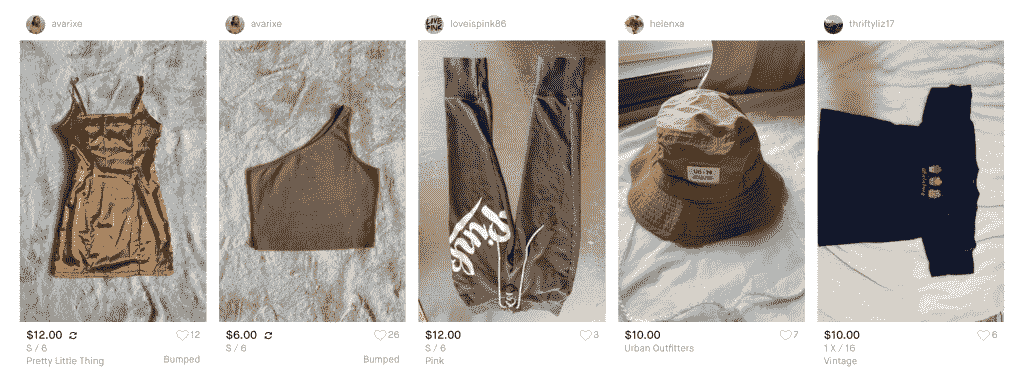 avarixe
avarixe
loveispink86
helenxa
thriftyliz17
Pink
$12.00
12
S / 6
Pretty Little Thing
Bumped
$6.00
26
S / 6
Bumped
$12.00
3
S / 6
Pink
$10.00
7
Urban Outfitters
$10.00
6
1 X / 16
Vintage